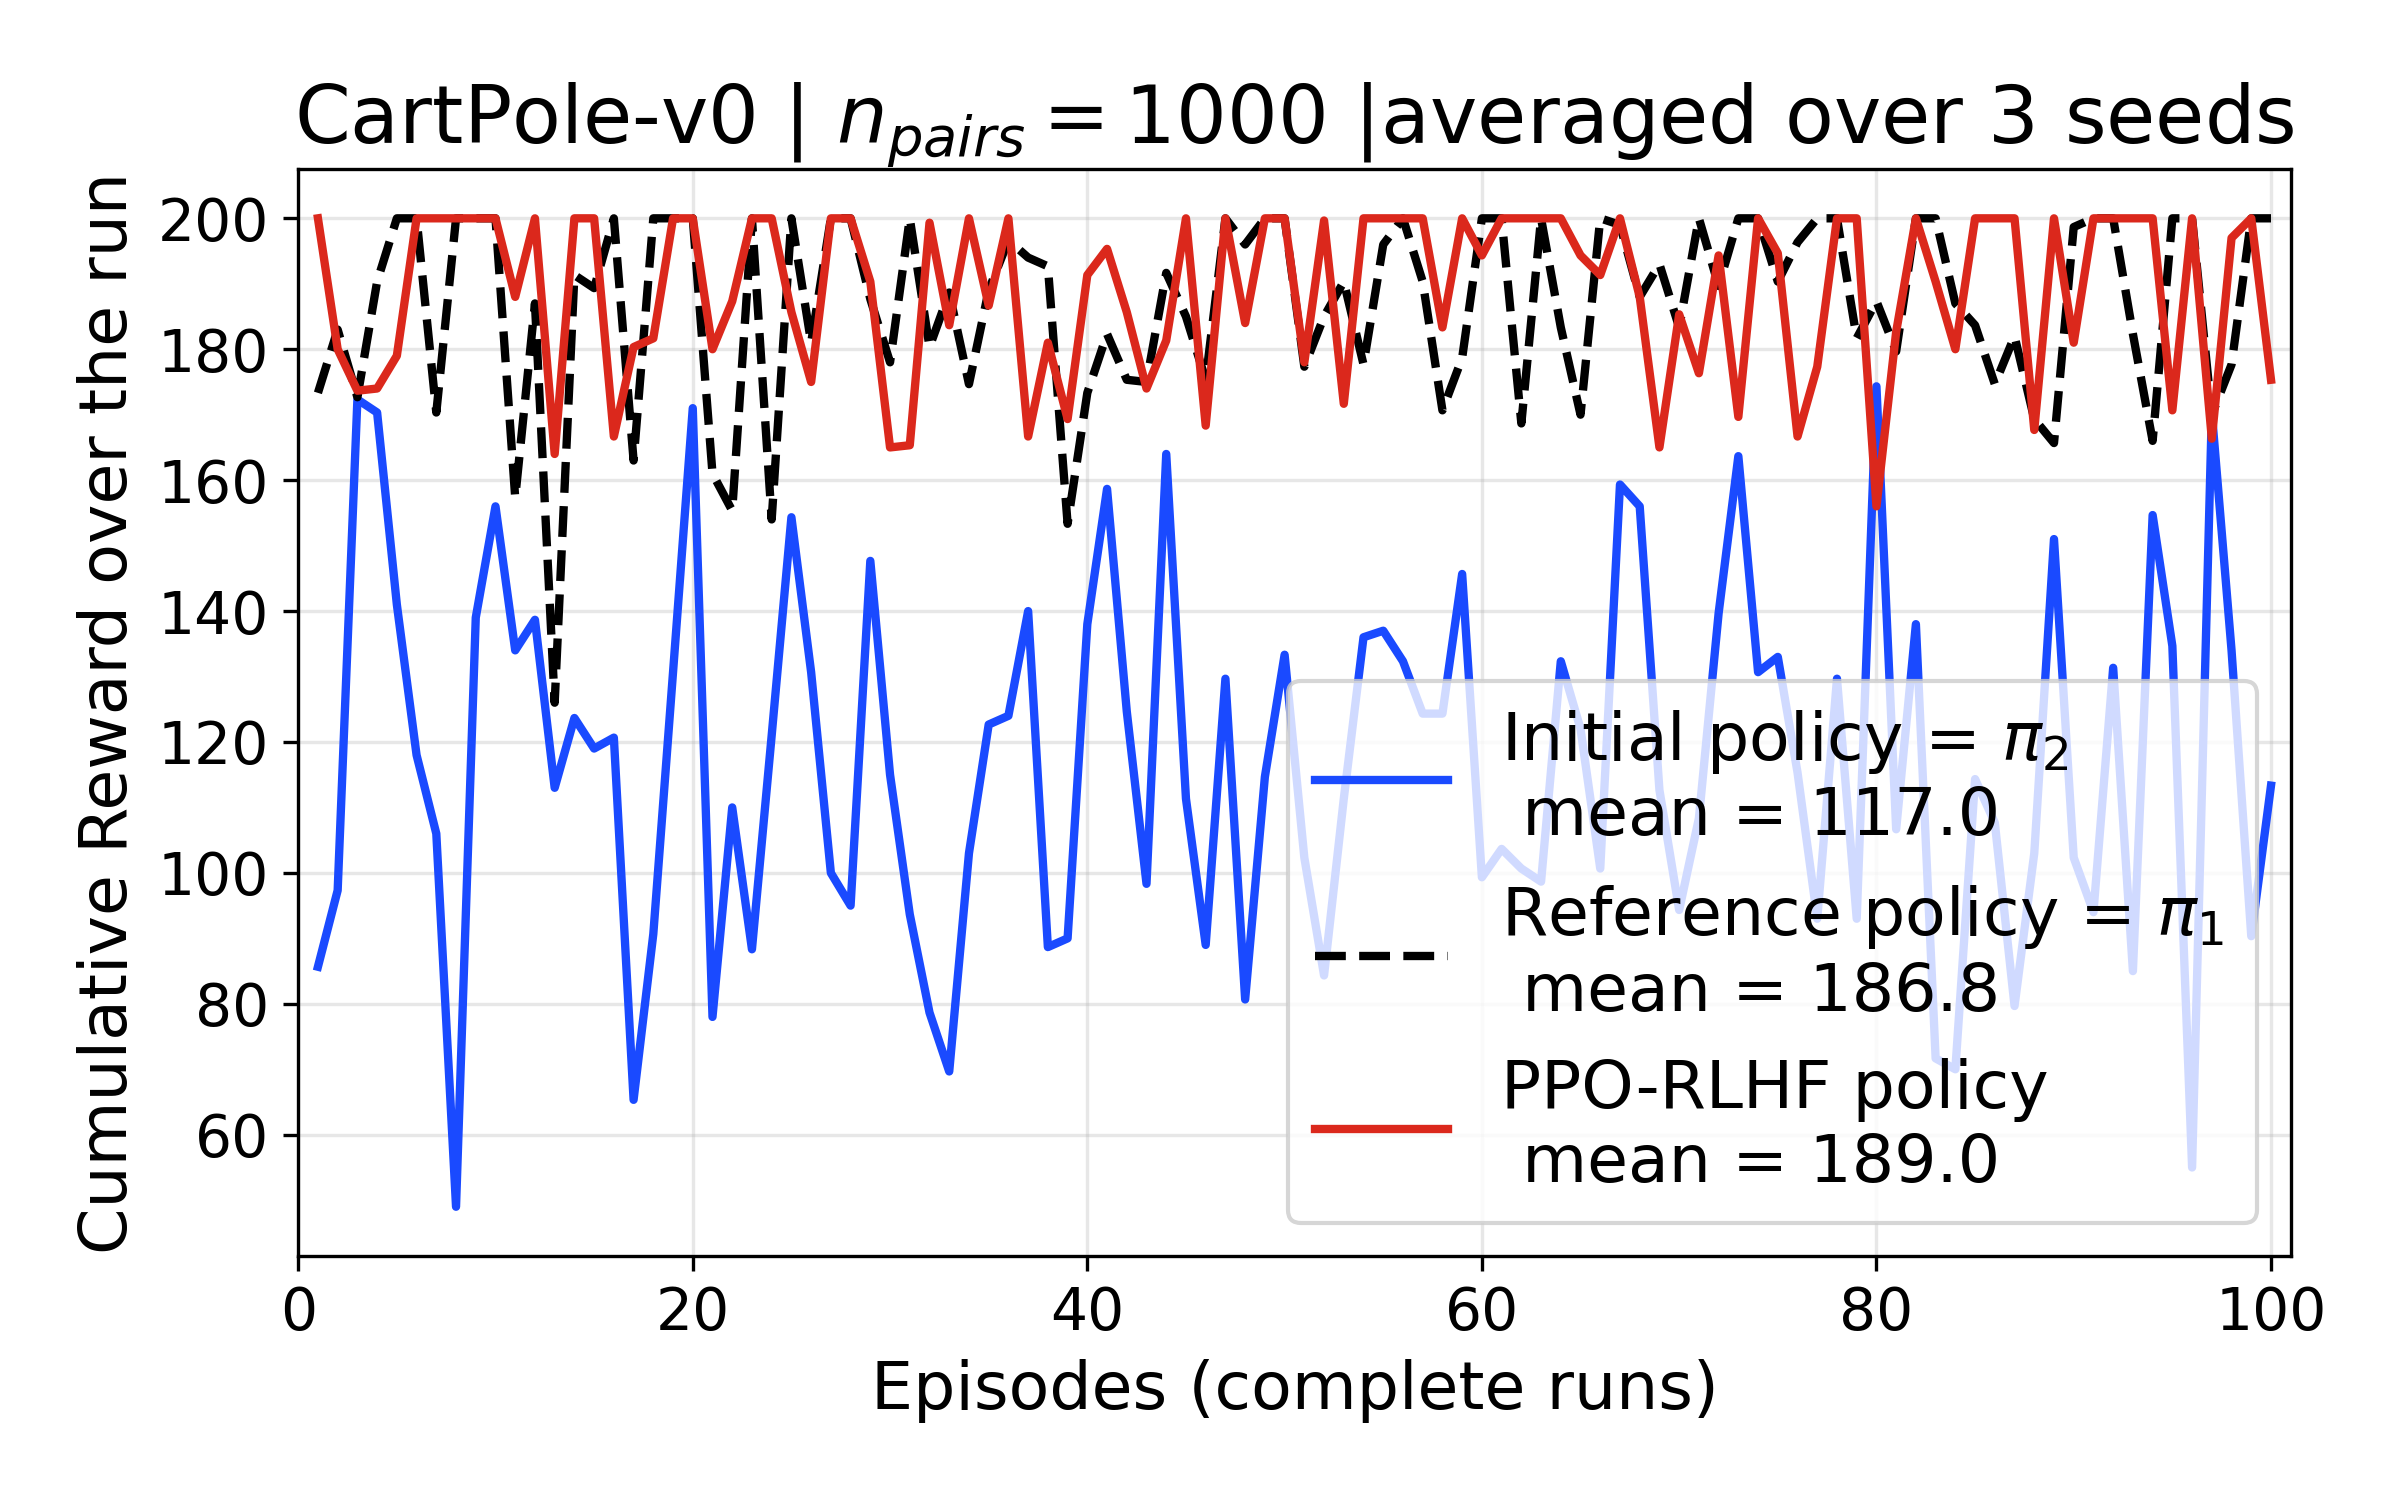 CartPole-v0 | n_pairs = 1000 |averaged over 3 seeds
Cumulative Reward over the run
200
180
160
140
120
100
80
60
Initial policy = π₂
mean = 117.0
Reference policy = π₁
mean = 186.8
PPO-RLHF policy
mean = 189.0
0 20 40 60 80 100
Episodes (complete runs)